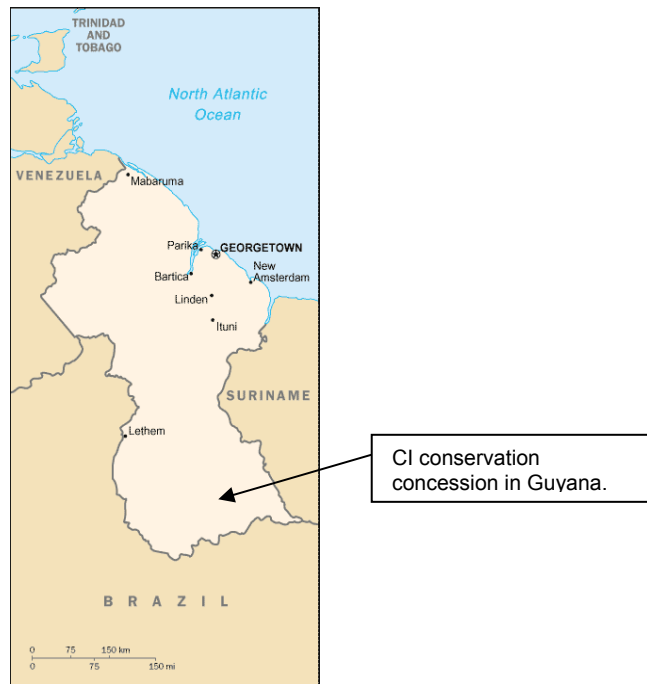 TRINIDAD
AND
TOBAGO
North Atlantic
Ocean
VENEZUELA
Mabaruma
Parika
GEORGETOWN
Bartica
New
Amsterdam
Linden
Ituni
SURINAME
Lethem
CI conservation
concession in Guyana.
B R A Z I L
0 75 150 km
0 75 150 mi